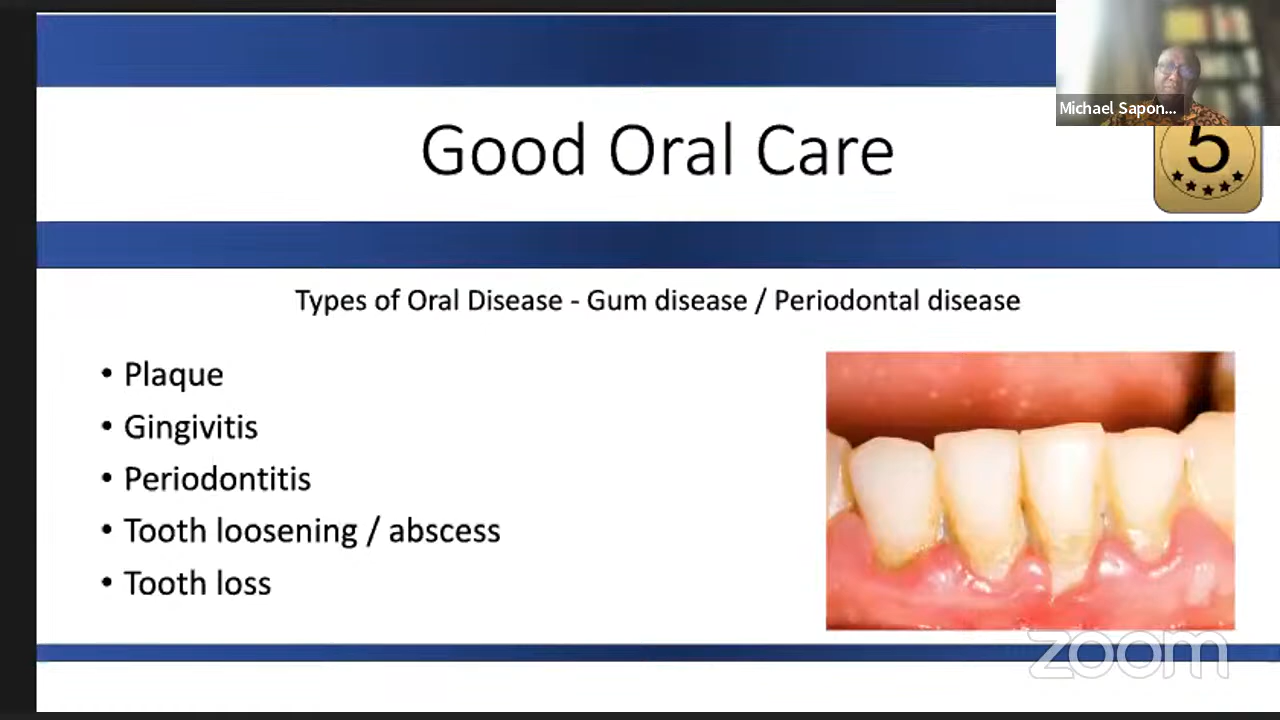 Michael Sapon...
Good Oral Care
5
Types of Oral Disease - Gum disease / Periodontal disease
• Plaque
• Gingivitis
• Periodontitis
• Tooth loosening / abscess
• Tooth loss
zoom